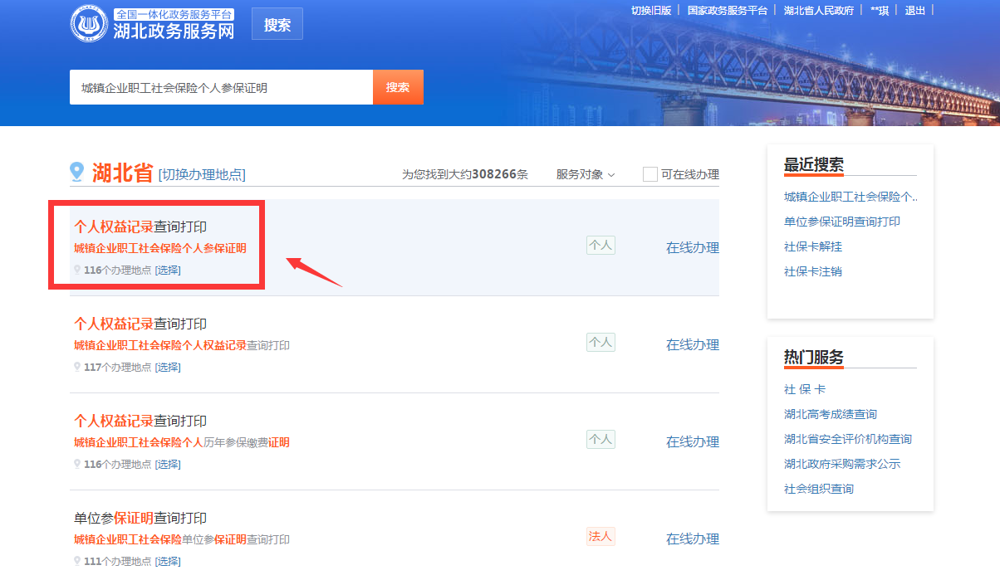 全国一体化政务服务平台
湖北政务服务网
搜索
切换旧版 国家政务服务平台 湖北省人民政府 **琪 退出
城镇企业职工社会保险个人参保证明 搜索
湖北省 [切换办理地点] 为您找到大约308266条 服务对象 可在线办理
个人权益记录查询打印
城镇企业职工社会保险个人参保证明
116个办理地点 [选择]
个人 在线办理
个人权益记录查询打印
城镇企业职工社会保险个人权益记录查询打印
117个办理地点 [选择]
个人 在线办理
个人权益记录查询打印
城镇企业职工社会保险个人历年参保缴费证明
116个办理地点 [选择]
个人 在线办理
单位参保证明查询打印
城镇企业职工社会保险单位参保证明查询打印
111个办理地点 [选择]
法人 在线办理
最近搜索
城镇企业职工社会保险个..
单位参保证明查询打印
社保卡解挂
社保卡注销
热门服务
社 保 卡
湖北高考成绩查询
湖北省安全评价机构查询
湖北政府采购需求公示
社会组织查询